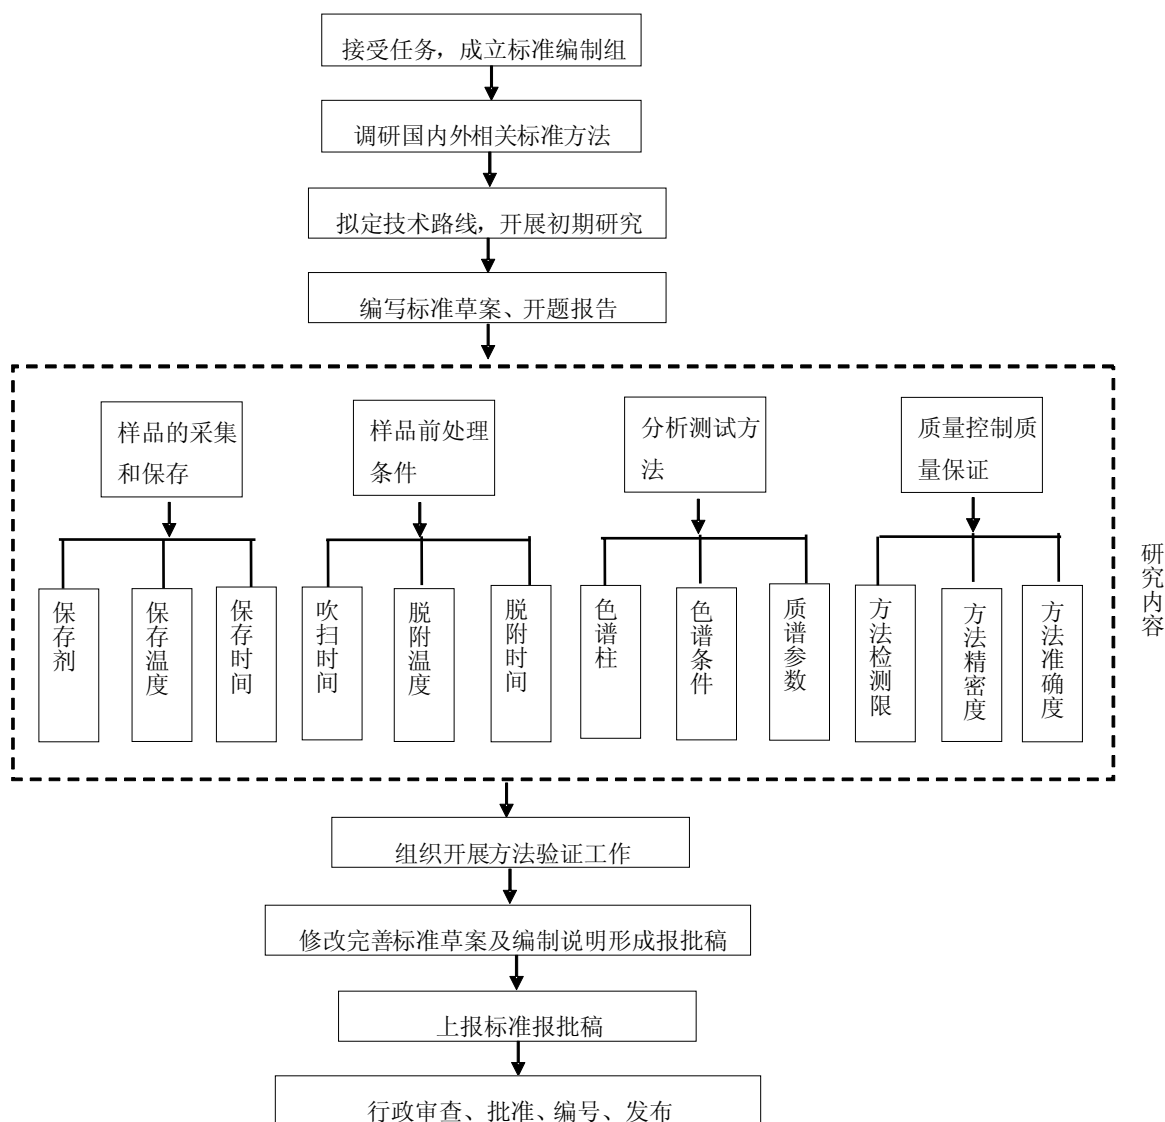 接受任务，成立标准编制组
调研国内外相关标准方法
拟定技术路线，开展初期研究
编写标准草案、开题报告
样品的采集
和保存
样品前处理
条件
分析测试方
法
质量控制质
量保证
保存剂
保存温度
保存时间
吹扫时间
脱附温度
脱附时间
色谱柱
色谱条件
质谱参数
方法检测限
方法精密度
方法准确度
研究内容
组织开展方法验证工作
修改完善标准草案及编制说明形成报批稿
上报标准报批稿
行政审查、批准、编号、发布